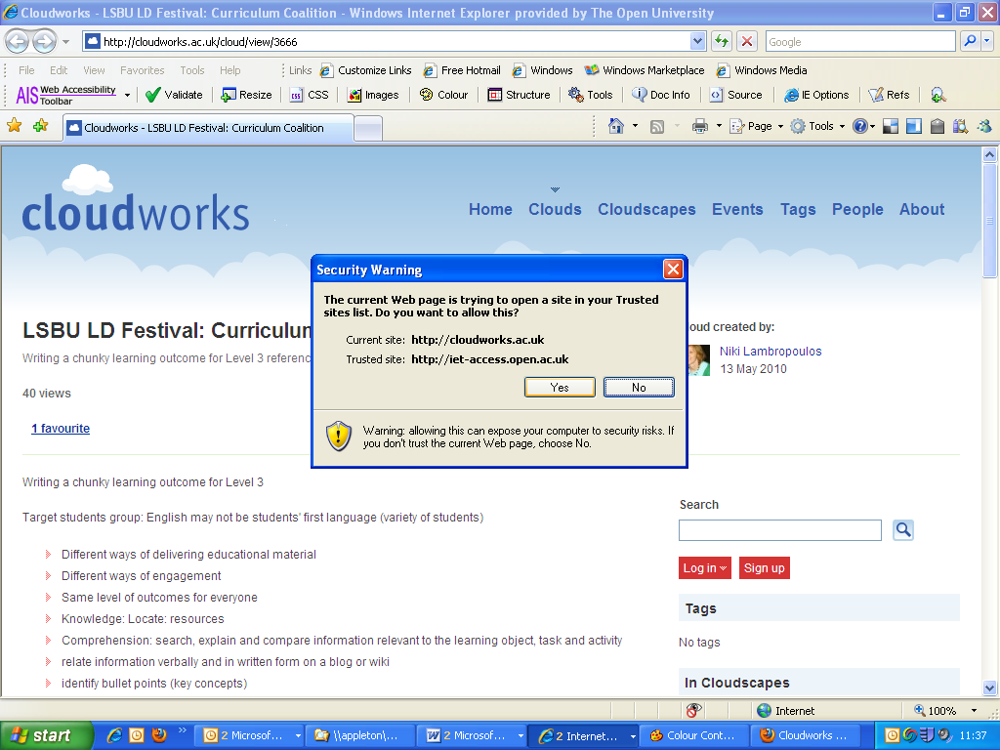 Cloudworks - LSBU LD Festival: Curriculum Coalition - Windows Internet Explorer provided by The Open University
http://cloudworks.ac.uk/cloud/view/3666
Google
File Edit View Favorites Tools Help Links Customize Links Free Hotmail Windows Windows Marketplace Windows Media
AIS Web Accessibility Toolbar Validate Resize CSS Images Colour Structure Tools Doc Info Source IE Options Refs
Cloudworks - LSBU LD Festival: Curriculum Coalition
Page Tools
cloudworks
Home Clouds Cloudscapes Events Tags People About
Security Warning
The current Web page is trying to open a site in your Trusted
sites list. Do you want to allow this?
Current site: http://cloudworks.ac.uk
Trusted site: http://iet-access.open.ac.uk
Yes No
Warning: allowing this can expose your computer to security risks. If
you don't trust the current Web page, choose No.
LSBU LD Festival: Curriculum
Writing a chunky learning outcome for Level 3
40 views
1 favourite
oud created by:
Niki Lambropoulos
13 May 2010
Writing a chunky learning outcome for Level 3
Target students group: English may not be students' first language (variety of students)
Different ways of delivering educational material
Different ways of engagement
Same level of outcomes for everyone
Knowledge: Locate: resources
Comprehension: search, explain and compare information relevant to the learning object, task and activity
relate information verbally and in written form on a blog or wiki
identify bullet points (key concepts)
Search
Log in Sign up
Tags
No tags
In Cloudscapes
Internet 100%
start 2 Microsof... \\appleton\... 2 Microsof... 2 Internet... Colour Cont... Cloudworks ... 11:37